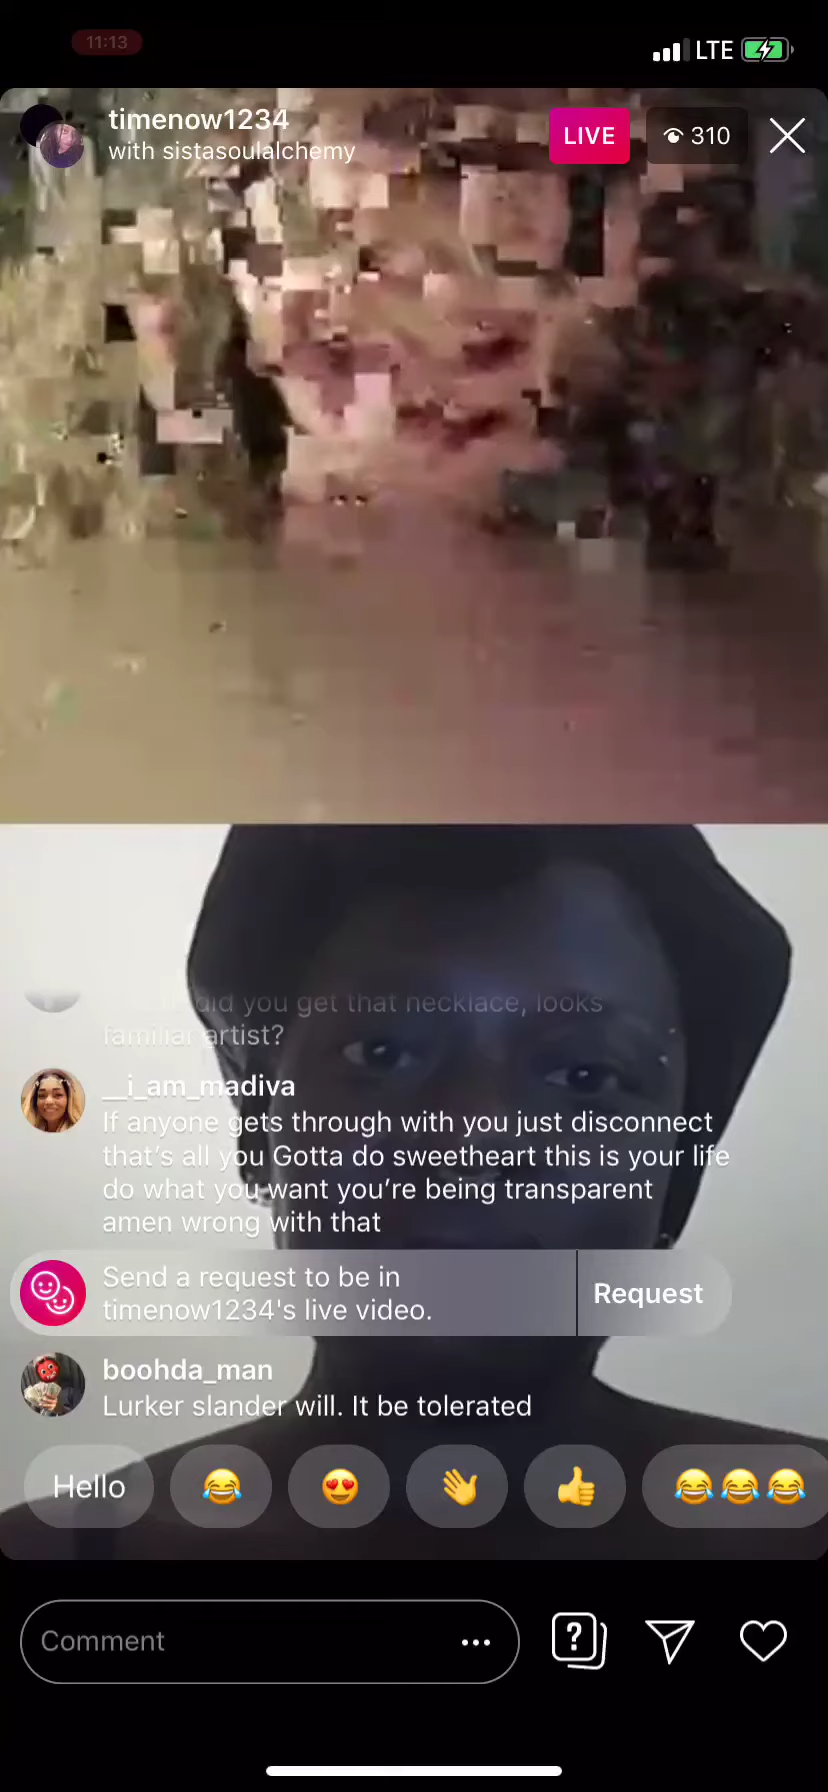 11:13
LTE
timenow1234
with sistasoulalchemy
LIVE
310
did you get that necklace, looks
familiar artist?
__i_am_madiva
If anyone gets through with you just disconnect
that's all you Gotta do sweetheart this is your life
do what you want you're being transparent
amen wrong with that
Send a request to be in
timenow1234's live video.
Request
boohda_man
Lurker slander will. It be tolerated
Hello
Comment